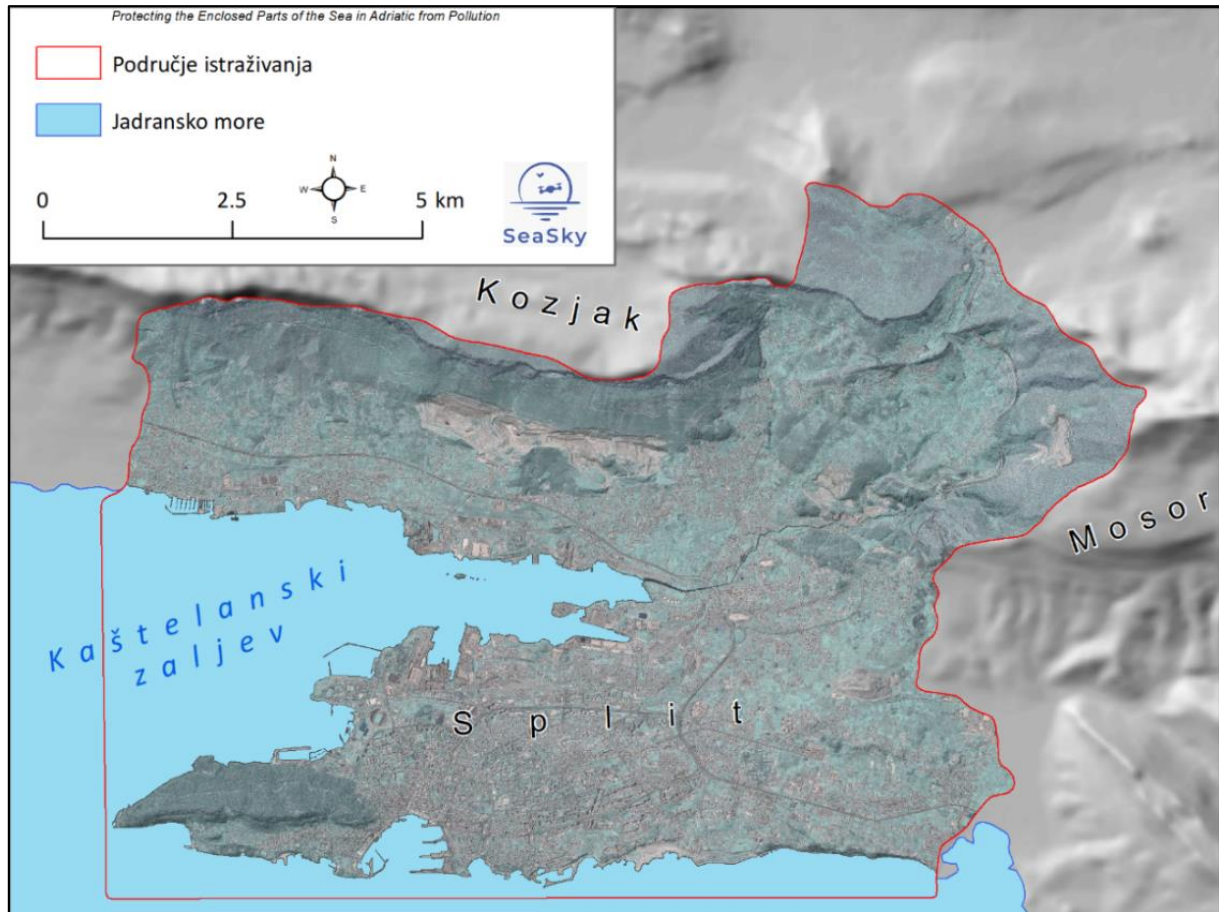 Protecting the Enclosed Parts of the Sea in Adriatic from Pollution
Područje istraživanja
Jadransko more
N
W E
S
0 2.5 5 km
SeaSky
Kozjak
Mosor
Kaštelanski
zaljev
Split